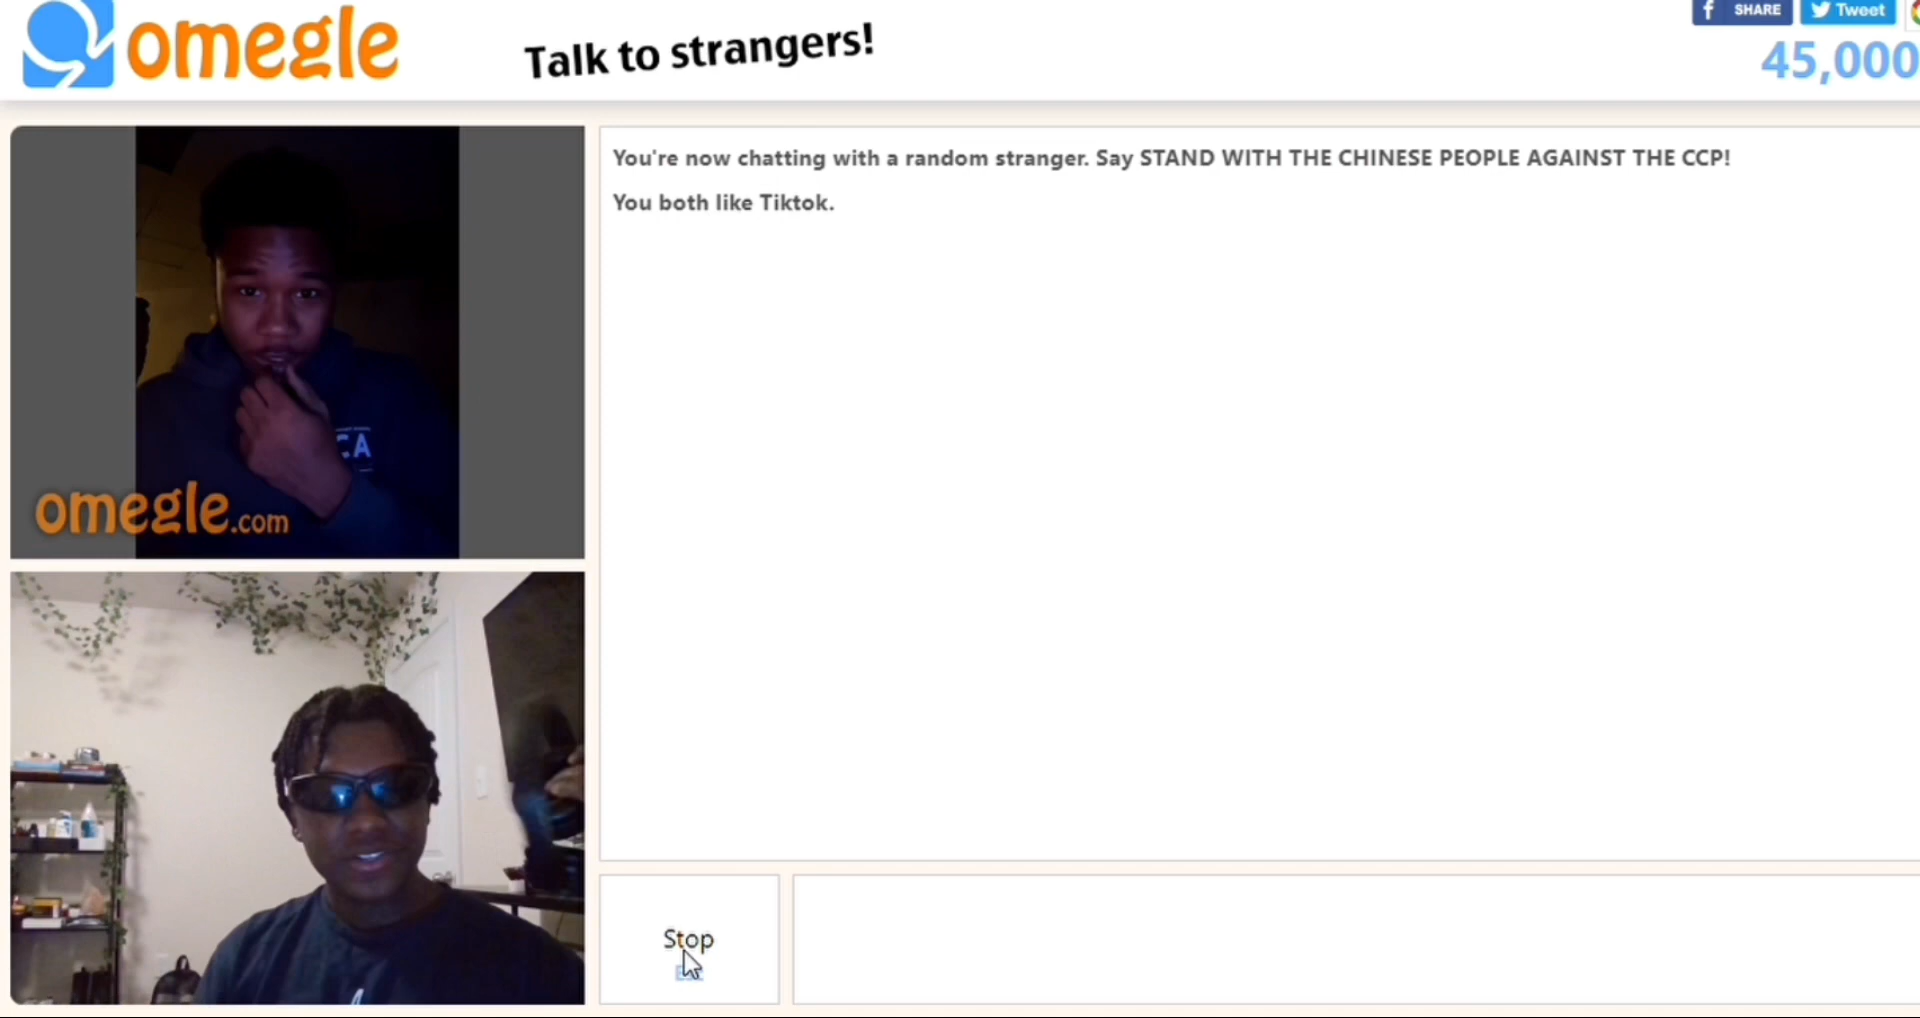 omegle
Talk to strangers!
SHARE
Tweet
45,000
You're now chatting with a random stranger. Say STAND WITH THE CHINESE PEOPLE AGAINST THE CCP!
You both like Tiktok.
CA
omegle.com
Stop